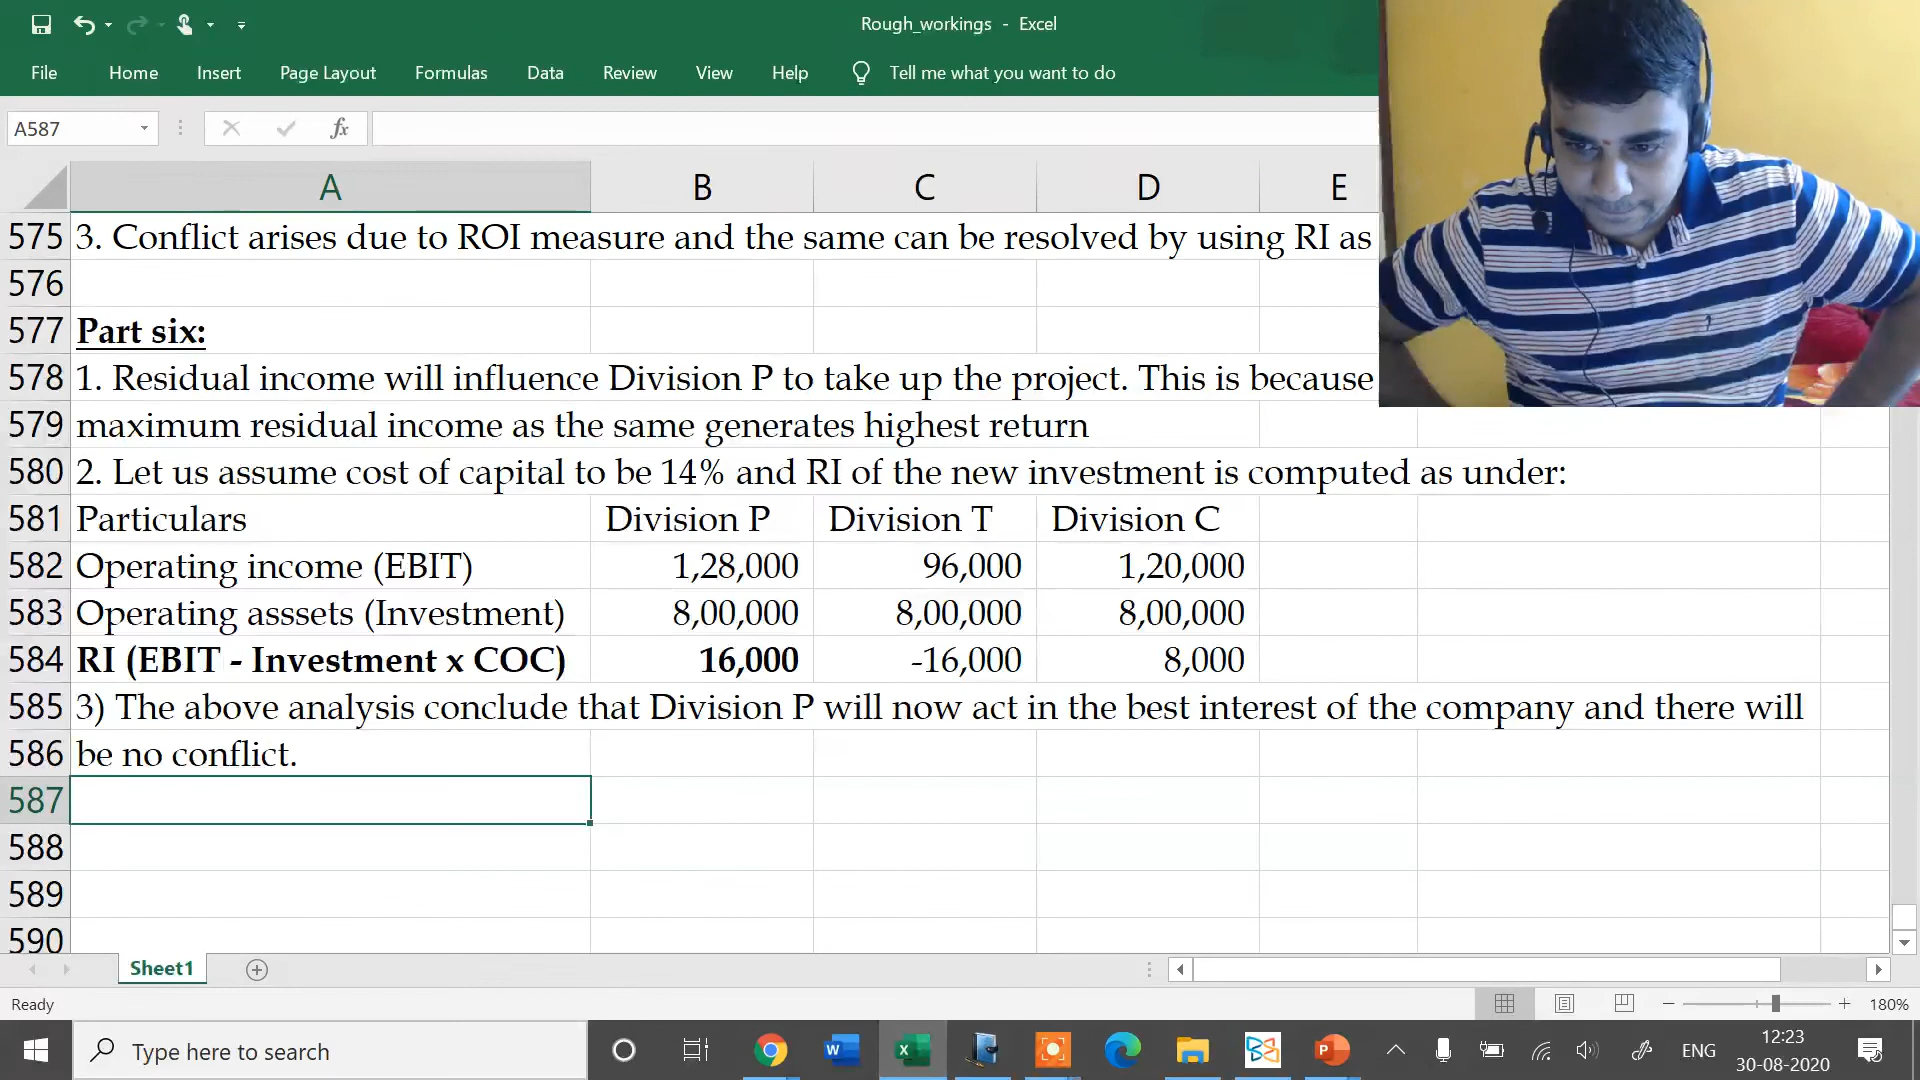 Rough_workings - Excel
File Home Insert Page Layout Formulas Data Review View Help Tell me what you want to do
A587 fx
A B C D E
575 3. Conflict arises due to ROI measure and the same can be resolved by using RI as
576
577 Part six:
578 1. Residual income will influence Division P to take up the project. This is because
579 maximum residual income as the same generates highest return
580 2. Let us assume cost of capital to be 14% and RI of the new investment is computed as under:
581 Particulars Division P Division T Division C
582 Operating income (EBIT) 1,28,000 96,000 1,20,000
583 Operating asssets (Investment) 8,00,000 8,00,000 8,00,000
584 RI (EBIT - Investment x COC) 16,000 -16,000 8,000
585 3) The above analysis conclude that Division P will now act in the best interest of the company and there will
586 be no conflict.
587
588
589
590
Sheet1
Ready 180%
Type here to search ENG 12:23
30-08-2020